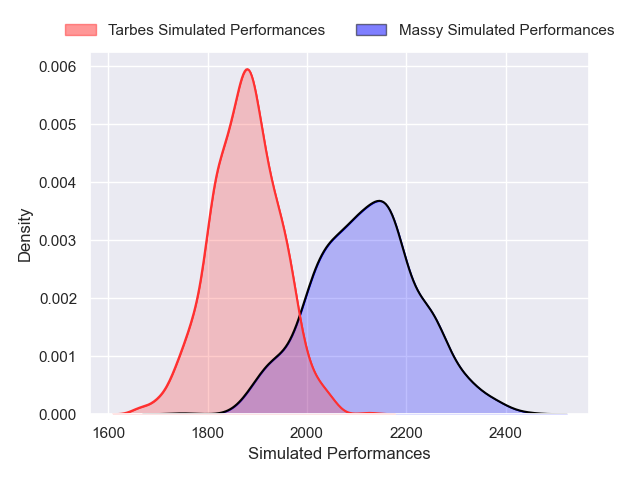 Tarbes Simulated Performances Massy Simulated Performances
0.006
0.005
0.004
0.003
0.002
0.001
0.000
Density
1600 1800 2000 2200 2400
Simulated Performances